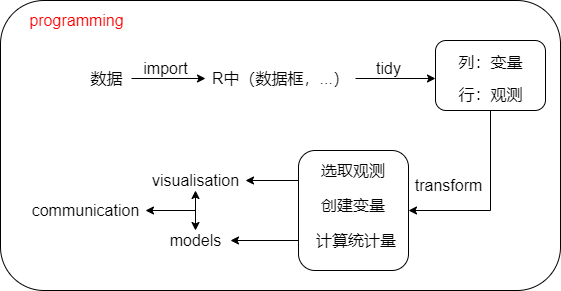 programming
数据
import
R中（数据框，...）
tidy
列：变量
行：观测
transform
选取观测
创建变量
计算统计量
visualisation
communication
models